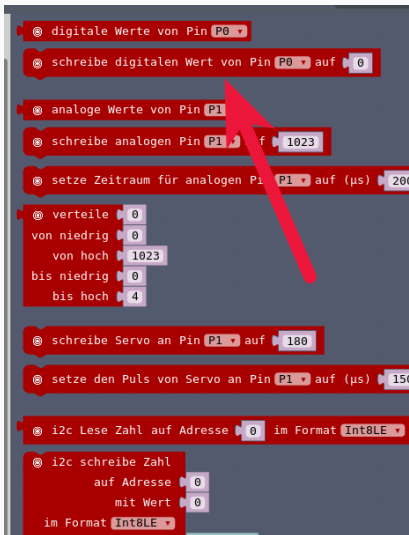 digitale Werte von Pin P0
schreibe digitalen Wert von Pin P0 auf 0
analoge Werte von Pin P1
schreibe analogen Pin P1 auf 1023
setze Zeitraum für analogen Pin P1 auf (µs)
verteile 0
von niedrig 0
von hoch 1023
bis niedrig 0
bis hoch 4
schreibe Servo an Pin P1 auf 180
setze den Puls von Servo an Pin P1 auf (µs)
i2c Lese Zahl auf Adresse 0 im Format Int8LE
i2c schreibe Zahl
auf Adresse 0
mit Wert 0
im Format Int8LE